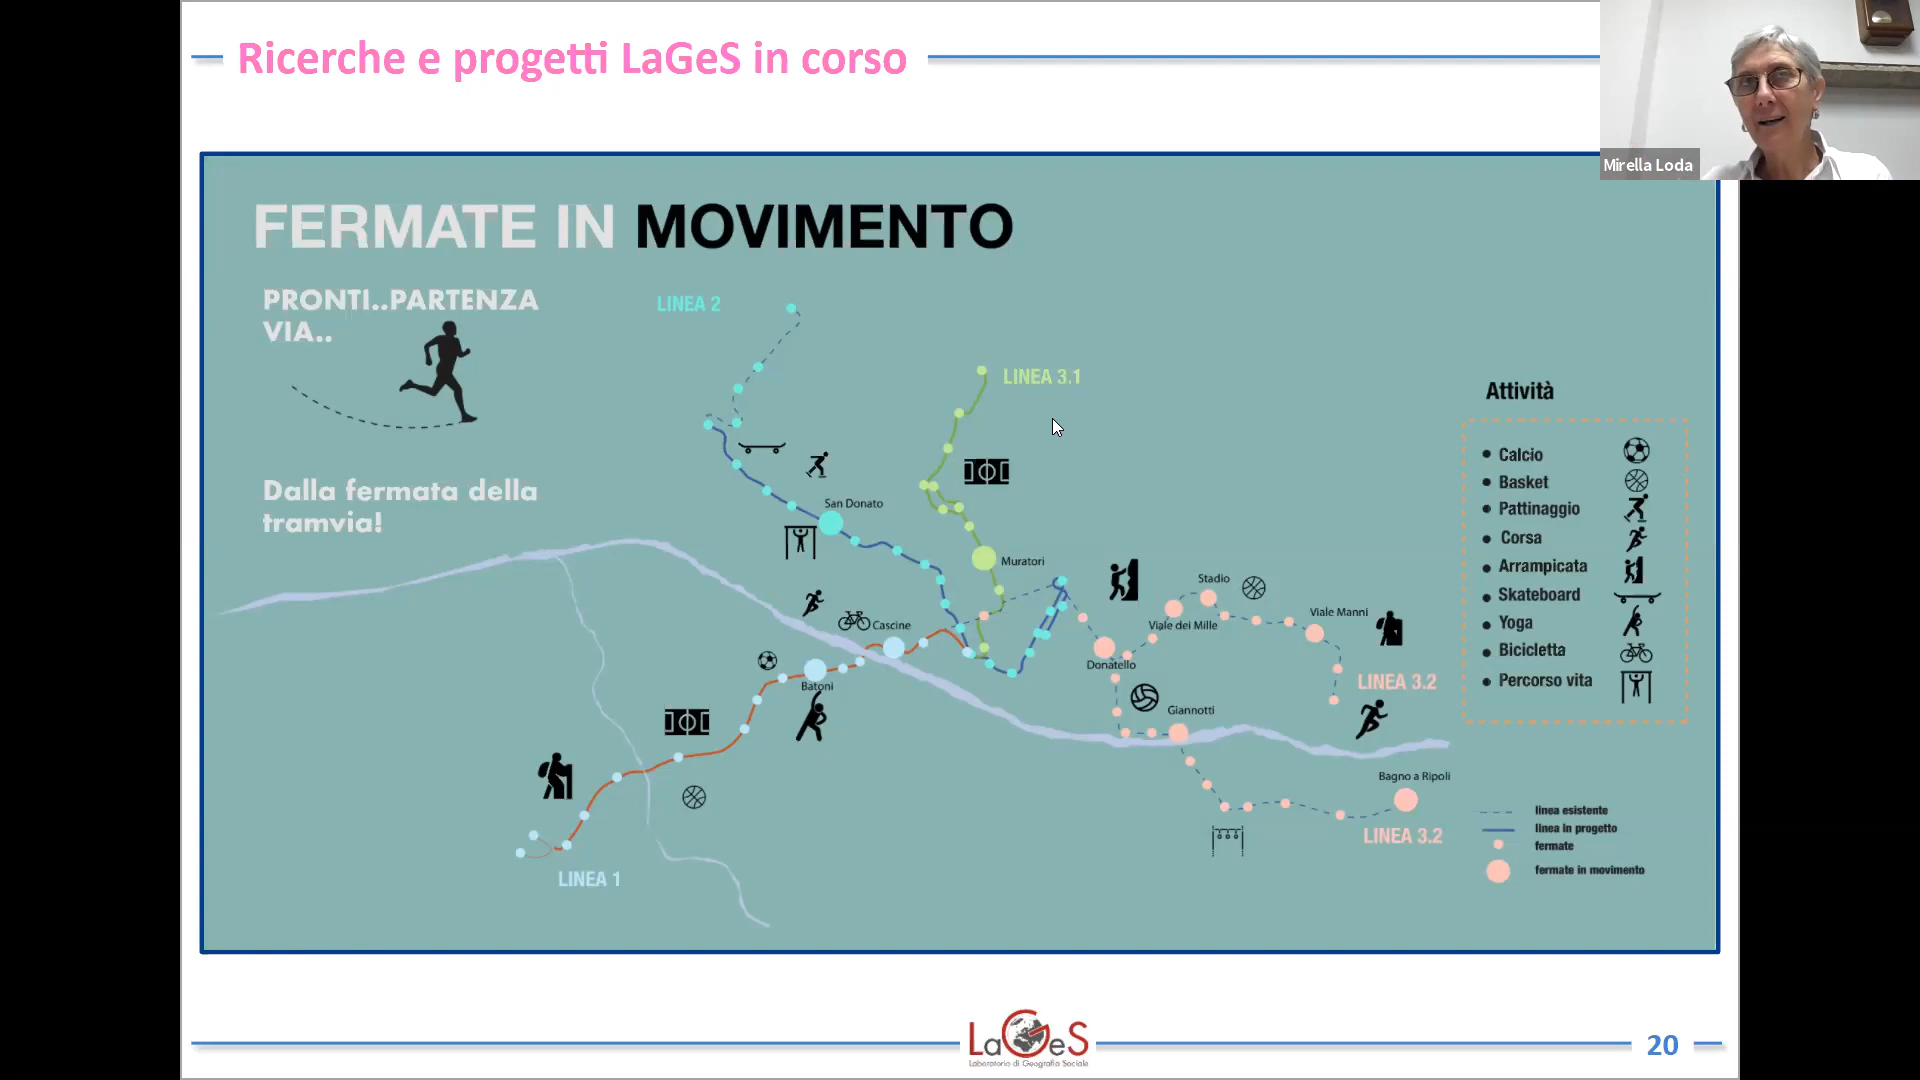 Ricerche e progetti LaGeS in corso
Mirella Loda
FERMATE IN MOVIMENTO
PRONTI..PARTENZA
VIA..
Dalla fermata della
tramvia!
LINEA 2
LINEA 3.1
San Donato
Muratori
Cascine
Batoni
LINEA 1
Stadio
Viale dei Mille
Viale Manni
Donatello
Giannotti
LINEA 3.2
Bagno a Ripoli
LINEA 3.2
Attività
• Calcio
• Basket
• Pattinaggio
• Corsa
• Arrampicata
• Skateboard
• Yoga
• Bicicletta
• Percorso vita
linea esistente
linea in progetto
fermate
fermate in movimento
LaGeS
Laboratorio di Geografia Sociale
20